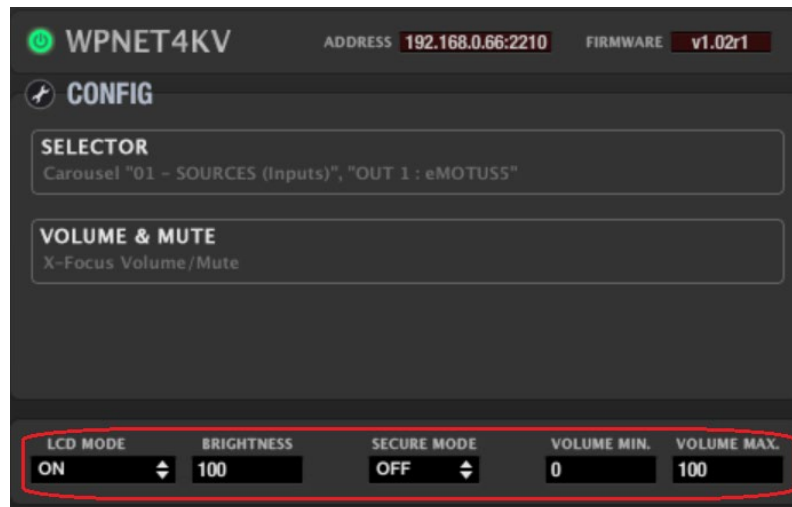 WPNET4KV ADDRESS 192.168.0.66:2210 FIRMWARE v1.02r1
CONFIG
SELECTOR
Carousel "01 – SOURCES (Inputs)", "OUT 1 : eMOTUS5"
VOLUME & MUTE
X-Focus Volume/Mute
LCD MODE BRIGHTNESS SECURE MODE VOLUME MIN. VOLUME MAX.
ON 100 OFF 0 100